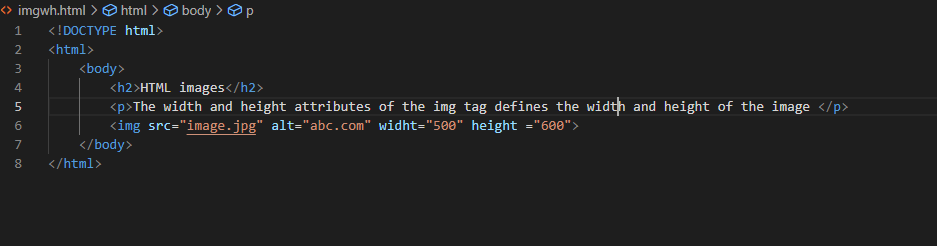 <> imgwh.html > html > body > p
1 <!DOCTYPE html>
2 <html>
3 <body>
4 <h2>HTML images</h2>
5 <p>The width and height attributes of the img tag defines the width and height of the image </p>
6 <img src="image.jpg" alt="abc.com" widht="500" height ="600">
7 </body>
8 </html>